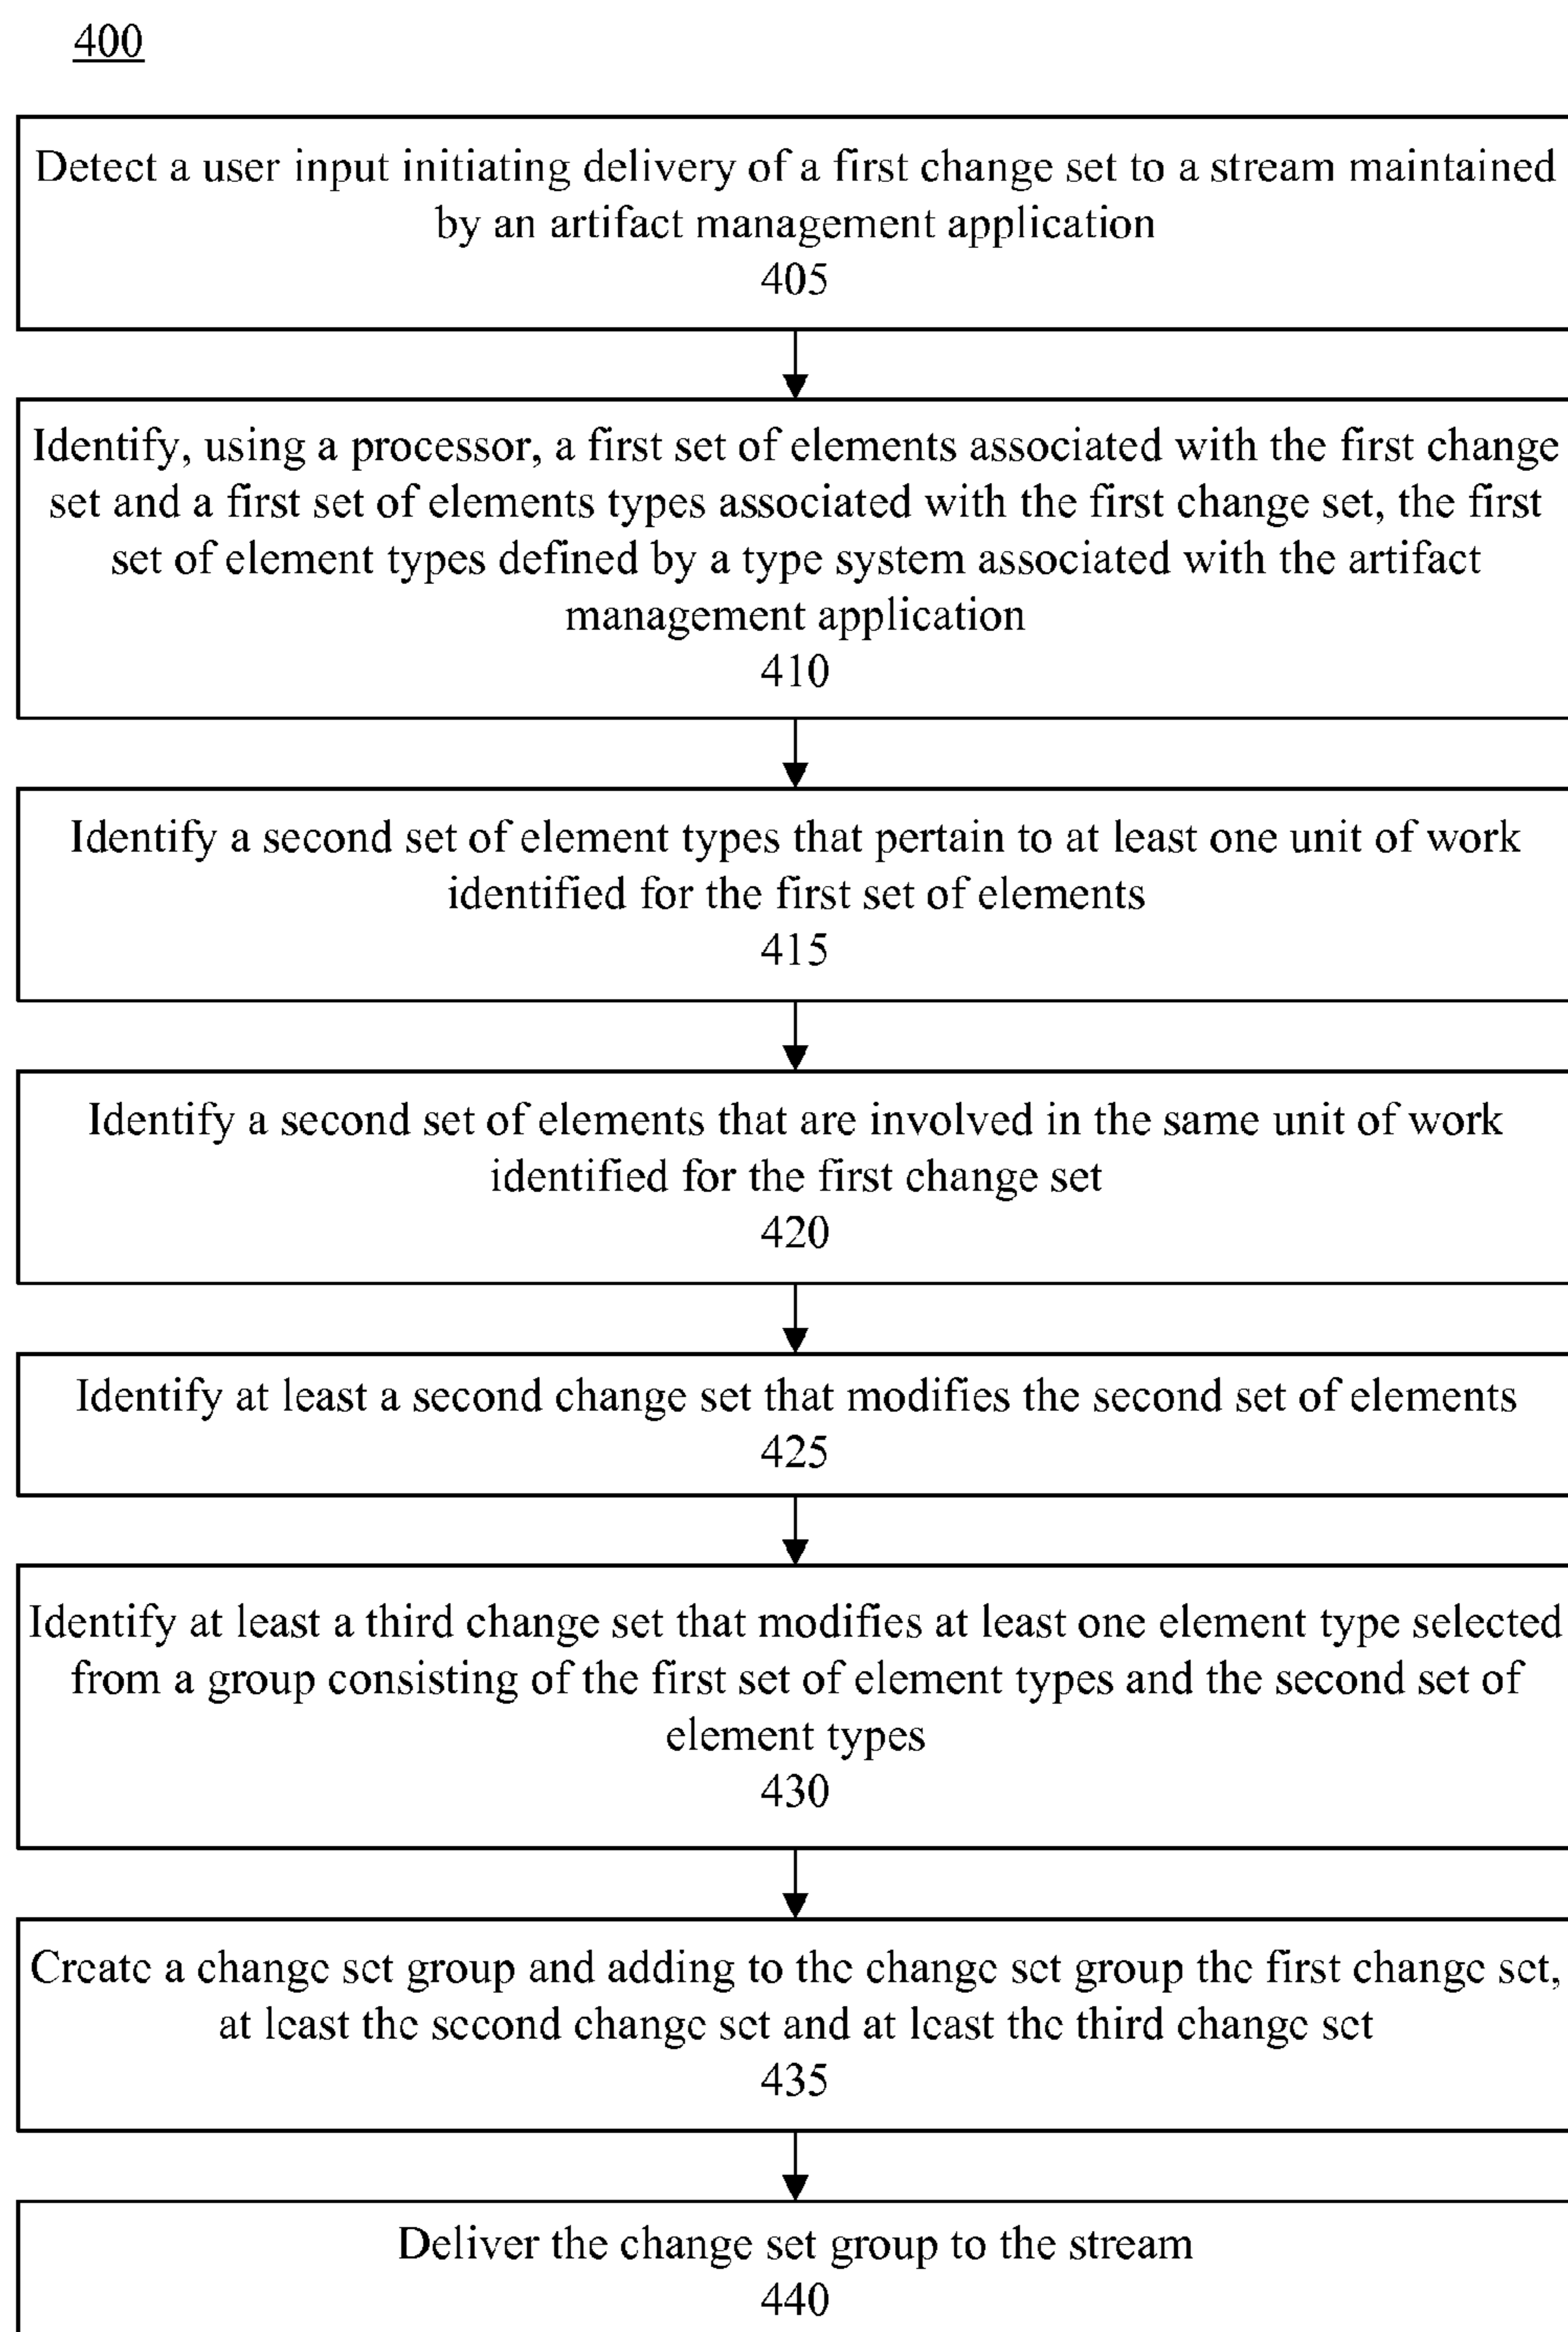 400
Detect a user input initiating delivery of a first change set to a stream maintained
by an artifact management application
405
Identify, using a processor, a first set of elements associated with the first change
set and a first set of elements types associated with the first change set, the first
set of element types defined by a type system associated with the artifact
management application
410
Identify a second set of element types that pertain to at least one unit of work
identified for the first set of elements
415
Identify a second set of elements that are involved in the same unit of work
identified for the first change set
420
Identify at least a second change set that modifies the second set of elements
425
Identify at least a third change set that modifies at least one element type selected
from a group consisting of the first set of element types and the second set of
element types
430
Create a change set group and adding to the change set group the first change set,
at least the second change set and at least the third change set
435
Deliver the change set group to the stream
440